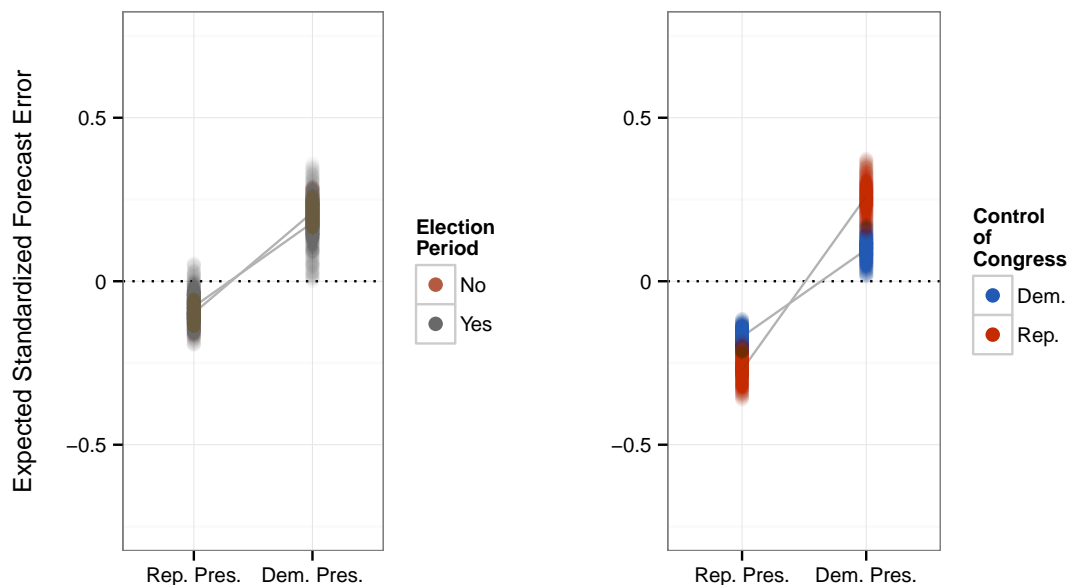 Expected Standardized Forecast Error
0.5
0
−0.5
Rep. Pres.
Dem. Pres.
Election
Period
No
Yes
0.5
0
−0.5
Rep. Pres.
Dem. Pres.
Control
of
Congress
Dem.
Rep.